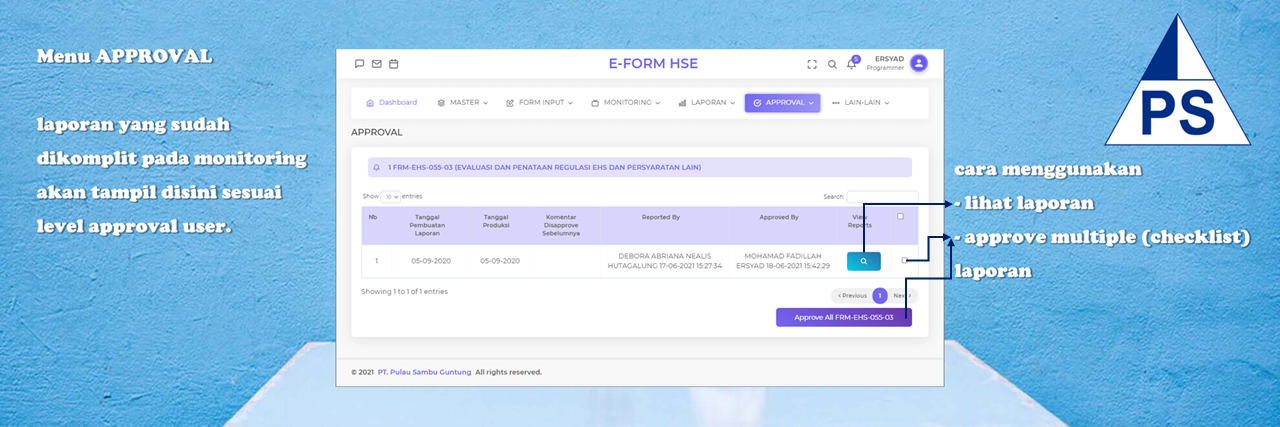 Menu APPROVAL
laporan yang sudah
dikomplit pada monitoring
akan tampil disini sesuai
level approval user.
E-FORM HSE
5
ERSYAD
Programmer
Dashboard
MASTER
FORM INPUT
MONITORING
LAPORAN
APPROVAL
LAIN-LAIN
APPROVAL
1 FRM-EHS-055-03 (EVALUASI DAN PENATAAN REGULASI EHS DAN PERSYARATAN LAIN)
Show 10 entries
Search:
No
Tanggal
Pembuatan
Laporan
Tanggal
Produksi
Komentar
Disapprove
Sebelumnya
Reported By
Approved By
View
Reports
1
05-09-2020
05-09-2020
DEBORA ABRIANA NEALIS
HUTAGALUNG 17-06-2021 15:27:34
MOHAMAD FADILLAH
ERSYAD 18-06-2021 15:42:29
Showing 1 to 1 of 1 entries
‹ Previous 1 Next ›
Approve All FRM-EHS-055-03
© 2021 PT. Pulau Sambu Guntung All rights reserved.
PS
cara menggunakan
- lihat laporan
- approve multiple (checklist)
laporan